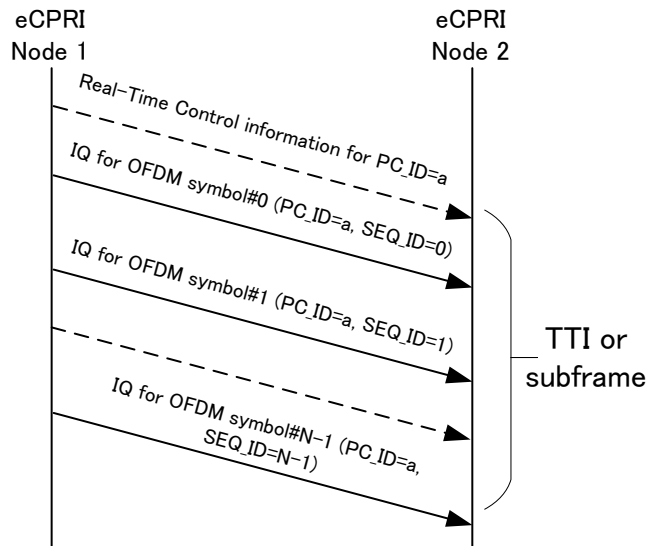 eCPRI
Node 1
eCPRI
Node 2
Real-Time Control information for PC_ID=a
IQ for OFDM symbol#0 (PC_ID=a, SEQ_ID=0)
IQ for OFDM symbol#1 (PC_ID=a, SEQ_ID=1)
TTI or
subframe
IQ for OFDM symbol#N-1 (PC_ID=a,
SEQ_ID=N-1)